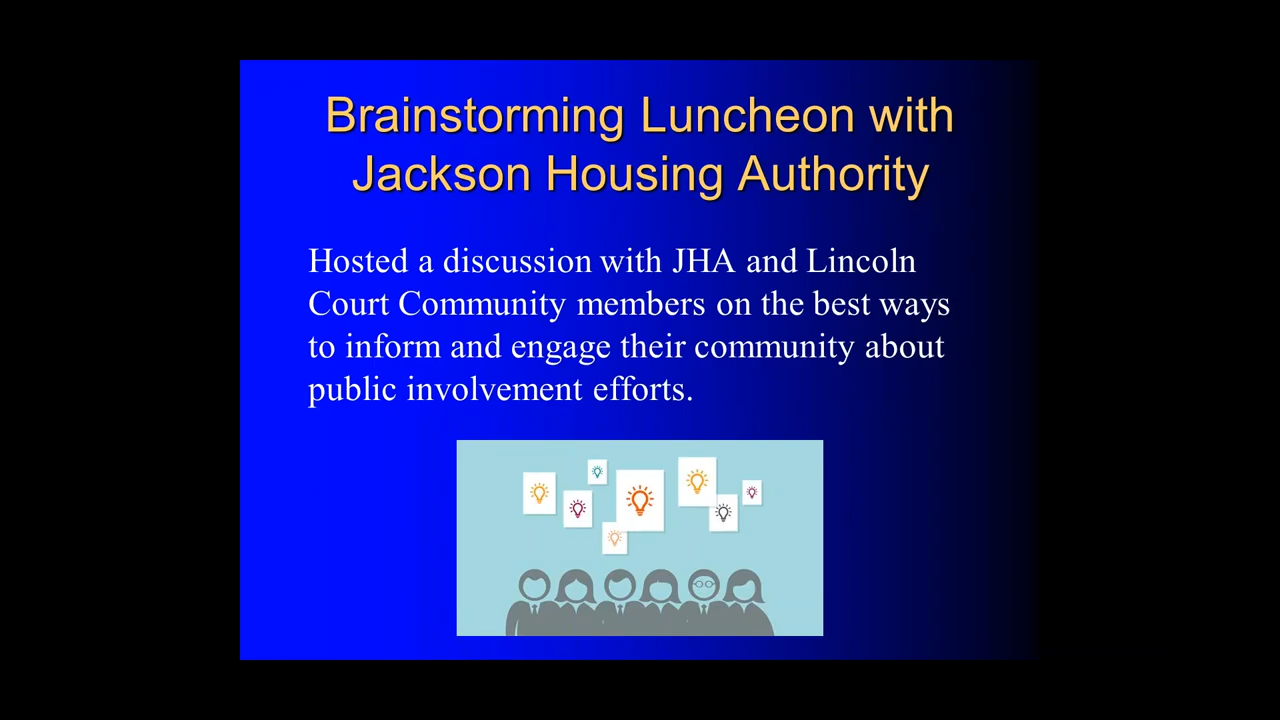 Brainstorming Luncheon with
Jackson Housing Authority
Hosted a discussion with JHA and Lincoln
Court Community members on the best ways
to inform and engage their community about
public involvement efforts.